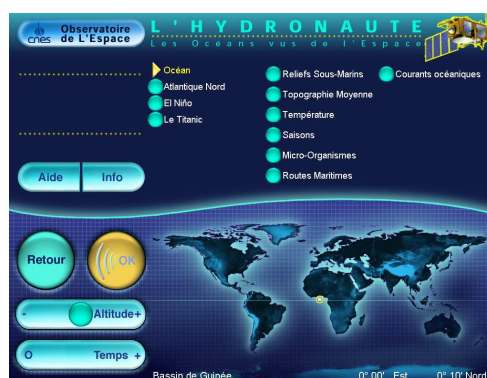 cnes
Observatoire
de L'Espace
L'HYDRONAUTE
Les Océans vus de l'Espace
Océan
Atlantique Nord
El Niño
Le Titanic
Reliefs Sous-Marins
Topographie Moyenne
Température
Saisons
Micro-Organismes
Routes Maritimes
Courants océaniques
Aide
Info
Retour
OK
- Altitude+
O Temps +
Bassin de Guinée
0° 00' Est
0° 10' Nord